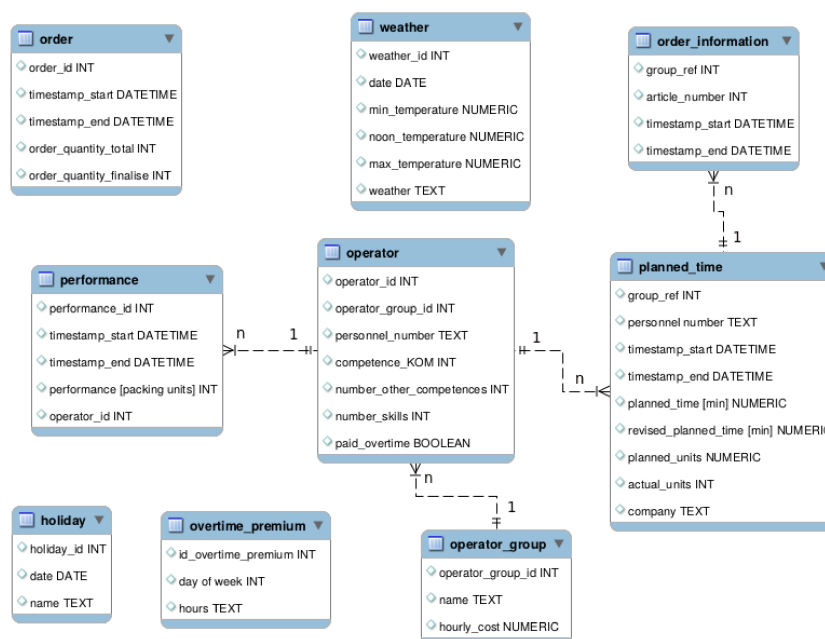 order
order_id INT
timestamp_start DATETIME
timestamp_end DATETIME
order_quantity_total INT
order_quantity_finalise INT
weather
weather_id INT
date DATE
min_temperature NUMERIC
noon_temperature NUMERIC
max_temperature NUMERIC
weather TEXT
order_information
group_ref INT
article_number INT
timestamp_start DATETIME
timestamp_end DATETIME
n
1
performance
performance_id INT
timestamp_start DATETIME
timestamp_end DATETIME
performance [packing units] INT
operator_id INT
n
1
operator
operator_id INT
operator_group_id INT
personnel_number TEXT
competence_KOM INT
number_other_competences INT
number_skills INT
paid_overtime BOOLEAN
1
n
planned_time
group_ref INT
personnel number TEXT
timestamp_start DATETIME
timestamp_end DATETIME
planned_time [min] NUMERIC
revised_planned_time [min] NUMERIC
planned_units NUMERIC
actual_units INT
company TEXT
n
1
holiday
holiday_id INT
date DATE
name TEXT
overtime_premium
id_overtime_premium INT
day of week INT
hours TEXT
operator_group
operator_group_id INT
name TEXT
hourly_cost NUMERIC